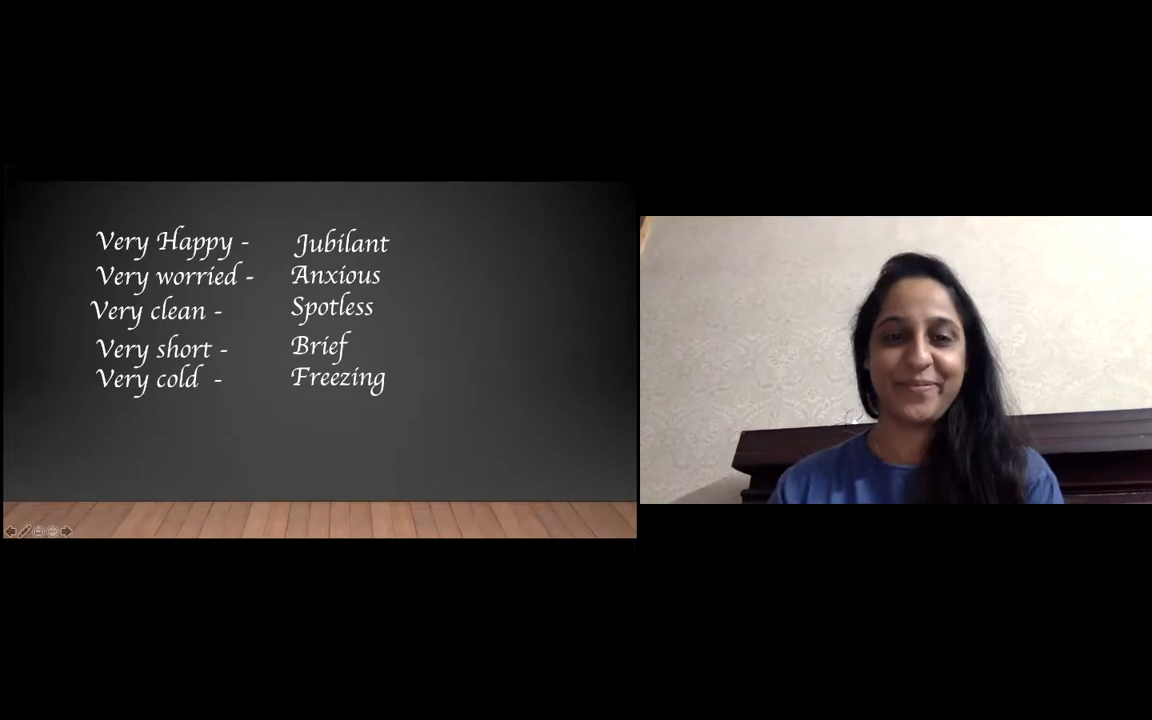 Very Happy - Jubilant
Very worried - Anxious
Very clean - Spotless
Very short - Brief
Very cold - Freezing